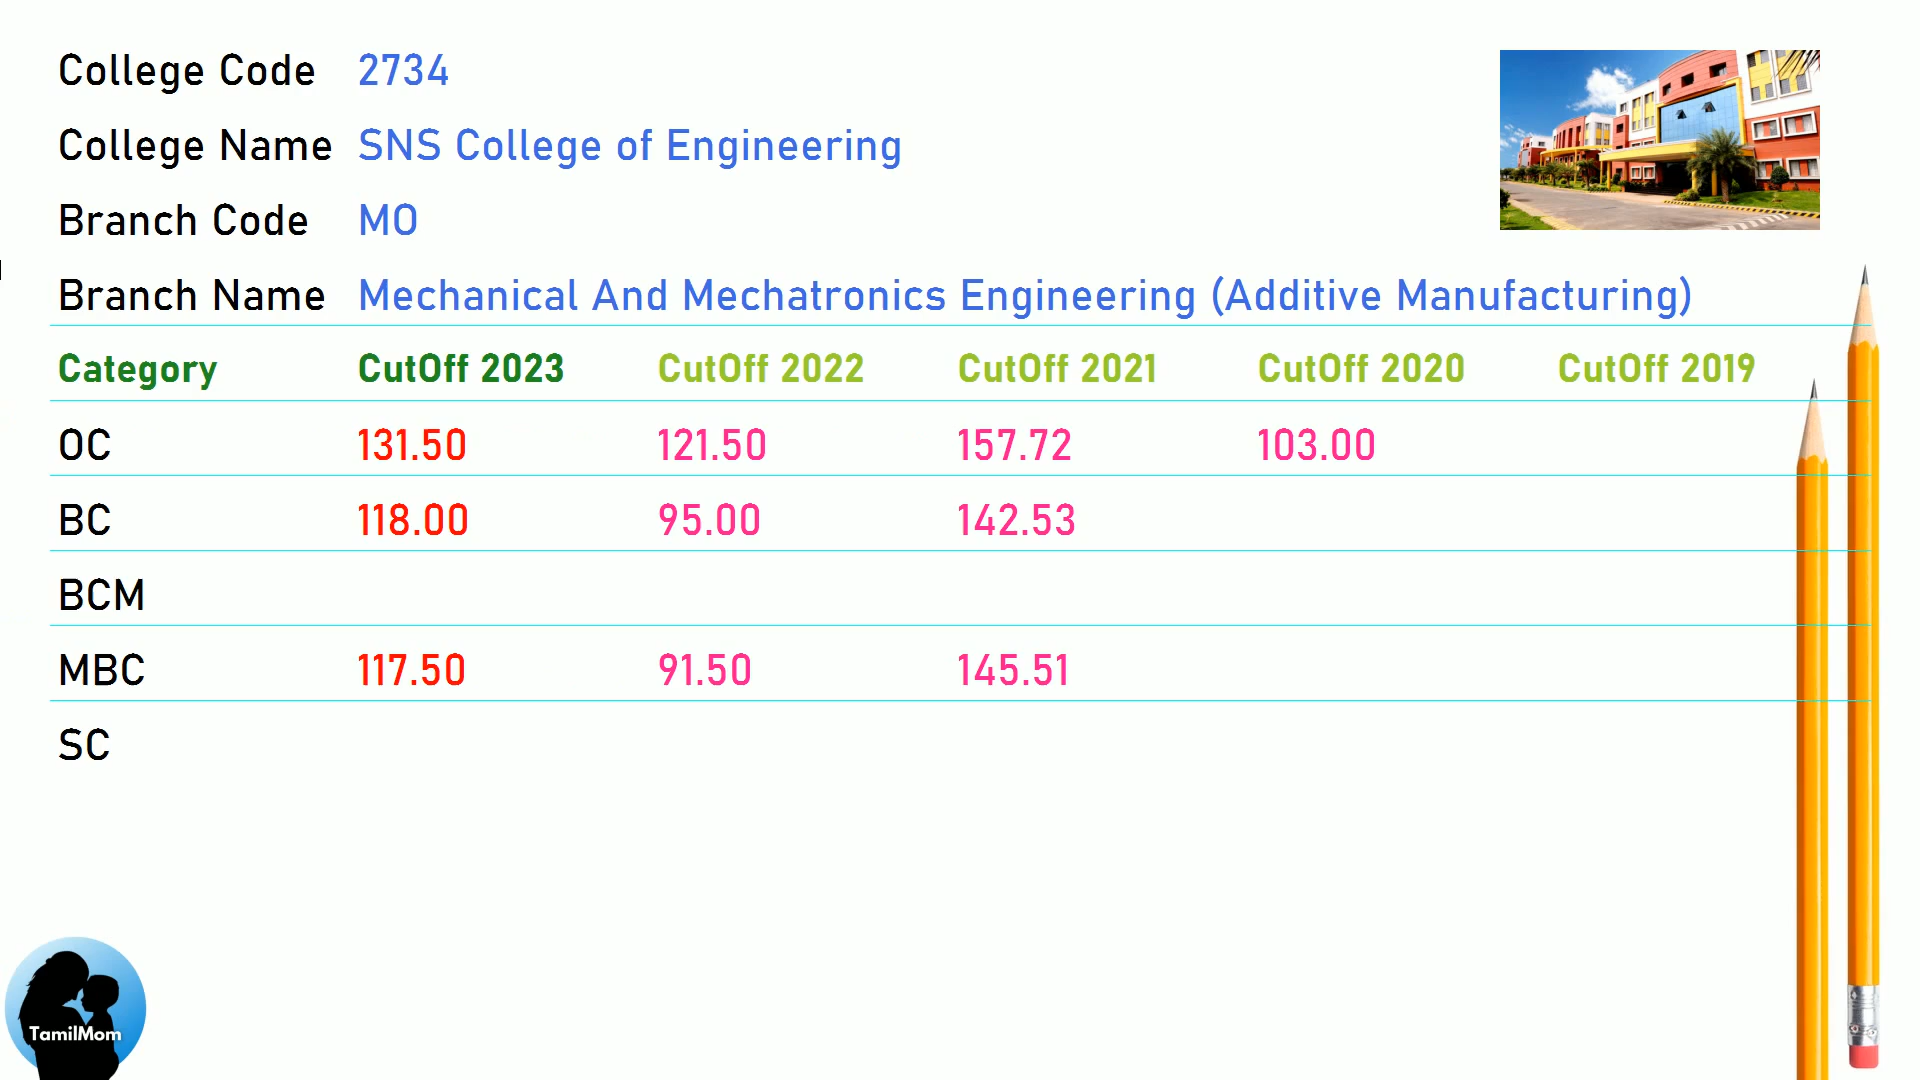 College Code 2734
College Name SNS College of Engineering
Branch Code MO
Branch Name Mechanical And Mechatronics Engineering (Additive Manufacturing)
Category CutOff 2023 CutOff 2022 CutOff 2021 CutOff 2020 CutOff 2019
OC 131.50 121.50 157.72 103.00
BC 118.00 95.00 142.53
BCM
MBC 117.50 91.50 145.51
SC
TamilMom